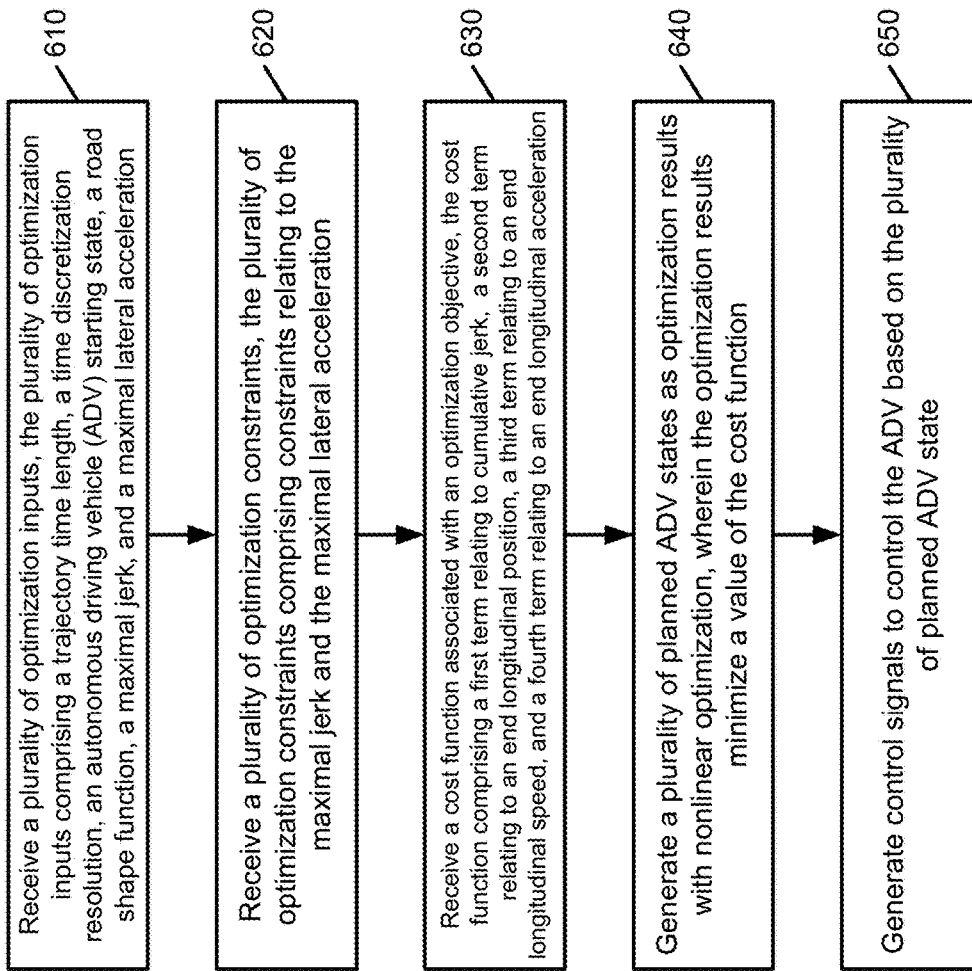 Receive a plurality of optimization inputs, the plurality of optimization
inputs comprising a trajectory time length, a time discretization
resolution, an autonomous driving vehicle (ADV) starting state, a road
shape function, a maximal jerk, and a maximal lateral acceleration
610
Receive a plurality of optimization constraints, the plurality of
optimization constraints comprising constraints relating to the
maximal jerk and the maximal lateral acceleration
620
Receive a cost function associated with an optimization objective, the cost
function comprising a first term relating to cumulative jerk, a second term
relating to an end longitudinal position, a third term relating to an end
longitudinal speed, and a fourth term relating to an end longitudinal acceleration
630
Generate a plurality of planned ADV states as optimization results
with nonlinear optimization, wherein the optimization results
minimize a value of the cost function
640
Generate control signals to control the ADV based on the plurality
of planned ADV state
650